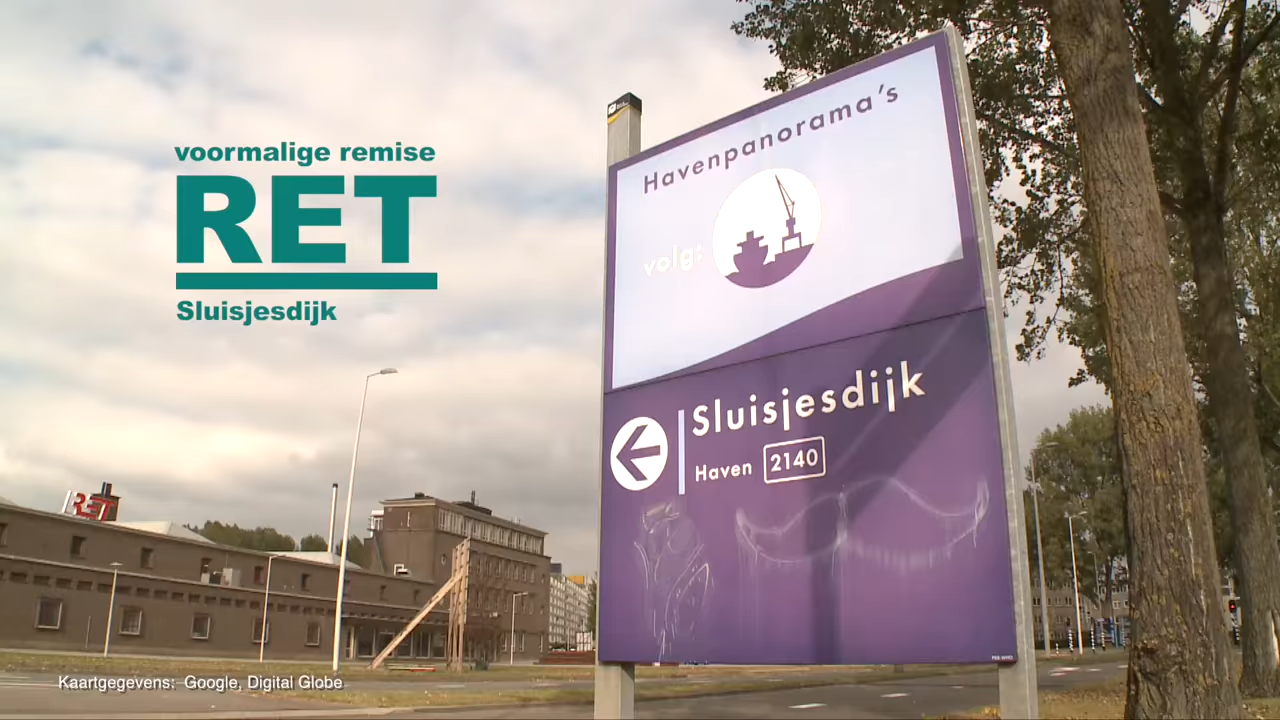 voormalige remise
RET
Sluisjesdijk
Havenpanorama's
volg:
Sluisjesdijk
Haven 2140
RET
Kaartgegevens: Google, Digital Globe